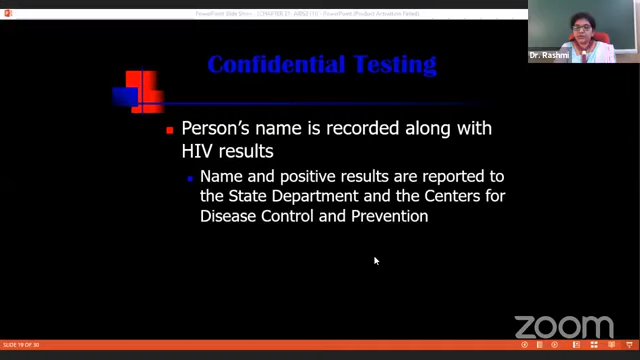 PowerPoint Slide Show - [CHAPTER 21 _AIDS2 (1)] - PowerPoint (Product Activation Failed)
Dr. Rashmi
Confidential Testing
Person's name is recorded along with
HIV results
Name and positive results are reported to
the State Department and the Centers for
Disease Control and Prevention
zoom
SLIDE 19 OF 30